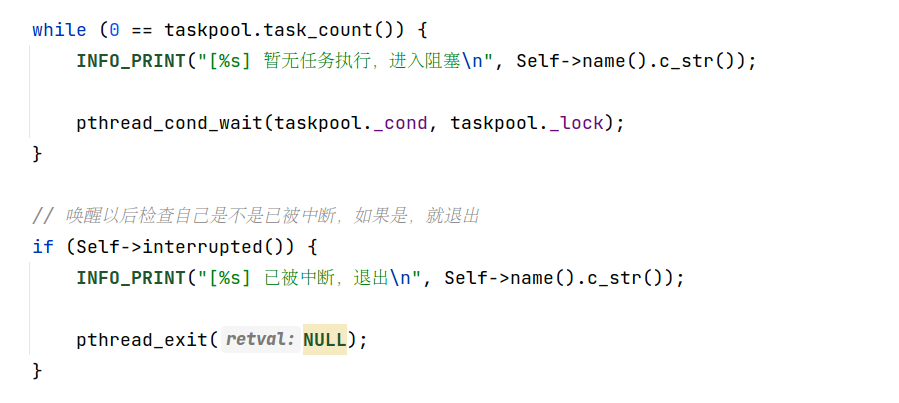 while (0 == taskpool.task_count()) {
INFO_PRINT("[%s] 暂无任务执行，进入阻塞\n", Self->name().c_str());
pthread_cond_wait(taskpool._cond, taskpool._lock);
}
// 唤醒以后检查自己是不是已被中断，如果是，就退出
if (Self->interrupted()) {
INFO_PRINT("[%s] 已被中断，退出\n", Self->name().c_str());
pthread_exit( retval: NULL);
}